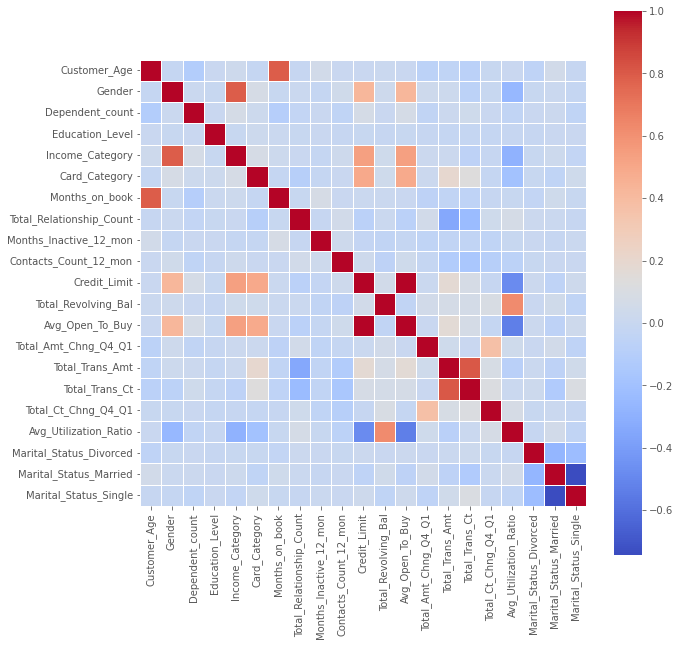 Customer_Age
Gender
Dependent_count
Education_Level
Income_Category
Card_Category
Months_on_book
Total_Relationship_Count
Months_Inactive_12_mon
Contacts_Count_12_mon
Credit_Limit
Total_Revolving_Bal
Avg_Open_To_Buy
Total_Amt_Chng_Q4_Q1
Total_Trans_Amt
Total_Trans_Ct
Total_Ct_Chng_Q4_Q1
Avg_Utilization_Ratio
Marital_Status_Divorced
Marital_Status_Married
Marital_Status_Single
Customer_Age
Gender
Dependent_count
Education_Level
Income_Category
Card_Category
Months_on_book
Total_Relationship_Count
Months_Inactive_12_mon
Contacts_Count_12_mon
Credit_Limit
Total_Revolving_Bal
Avg_Open_To_Buy
Total_Amt_Chng_Q4_Q1
Total_Trans_Amt
Total_Trans_Ct
Total_Ct_Chng_Q4_Q1
Avg_Utilization_Ratio
Marital_Status_Divorced
Marital_Status_Married
Marital_Status_Single
1.0
0.8
0.6
0.4
0.2
0.0
−0.2
−0.4
−0.6